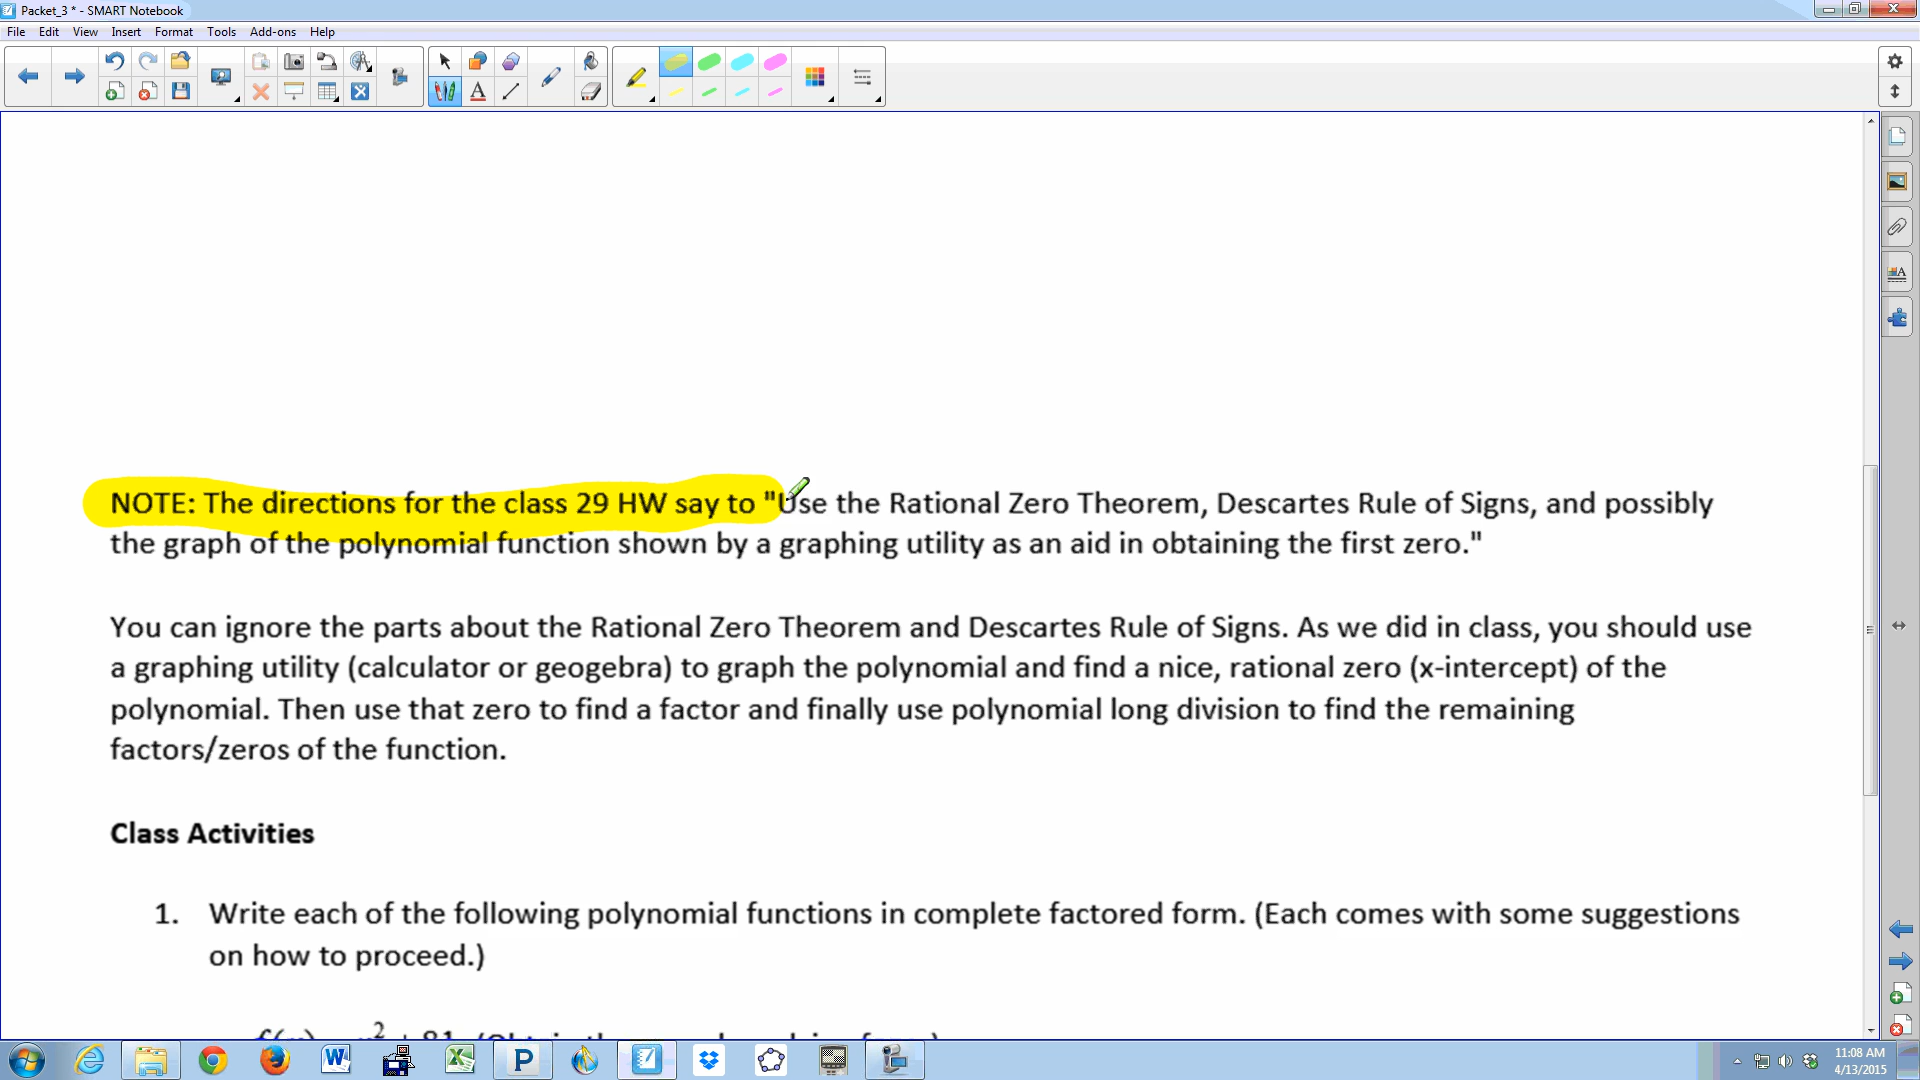 Packet_3 * - SMART Notebook
File Edit View Insert Format Tools Add-ons Help
NOTE: The directions for the class 29 HW say to "Use the Rational Zero Theorem, Descartes Rule of Signs, and possibly
the graph of the polynomial function shown by a graphing utility as an aid in obtaining the first zero."
You can ignore the parts about the Rational Zero Theorem and Descartes Rule of Signs. As we did in class, you should use
a graphing utility (calculator or geogebra) to graph the polynomial and find a nice, rational zero (x-intercept) of the
polynomial. Then use that zero to find a factor and finally use polynomial long division to find the remaining
factors/zeros of the function.
Class Activities
1. Write each of the following polynomial functions in complete factored form. (Each comes with some suggestions
on how to proceed.)
11:08 AM
4/13/2015